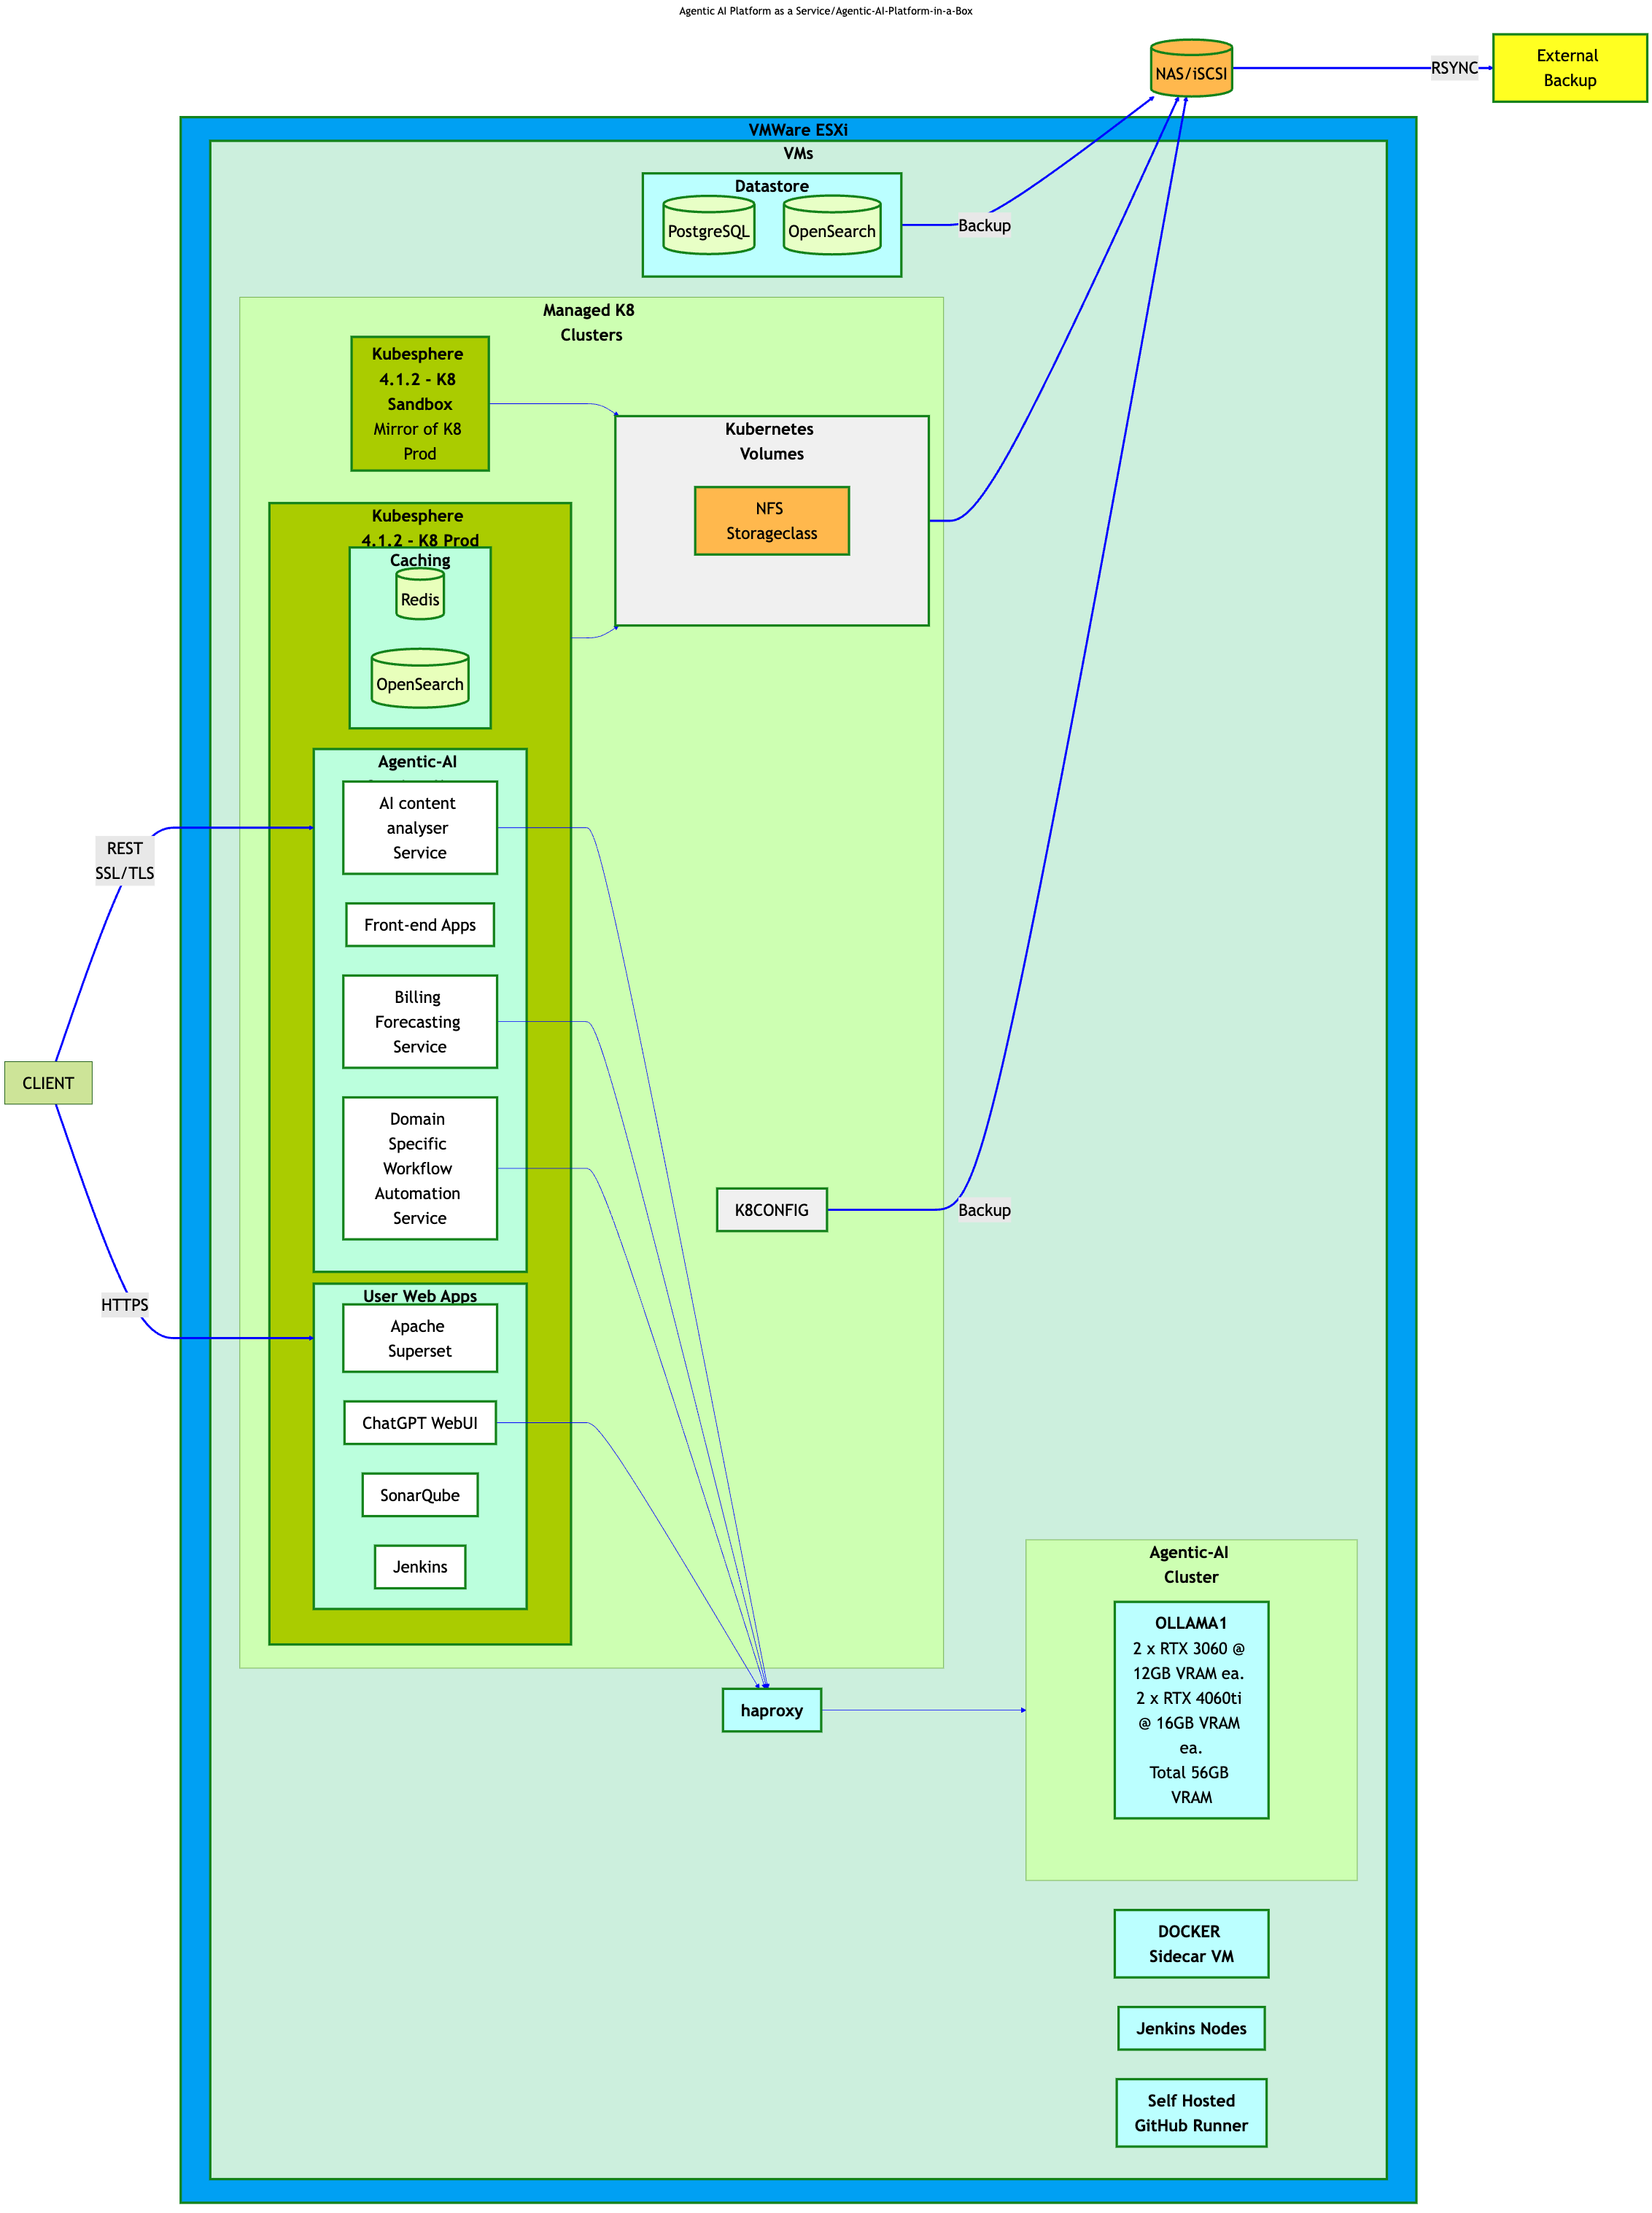 Agentic AI Platform as a Service/Agentic-AI-Platform-in-a-Box
NAS/iSCSI
RSYNC
External
Backup
VMWare ESXi
VMs
Datastore
PostgreSQL
OpenSearch
Backup
Managed K8
Clusters
Kubesphere
4.1.2 - K8
Sandbox
Mirror of K8
Prod
Kubernetes
Volumes
NFS
Storageclass
Kubesphere
4.1.2 - K8 Prod
Caching
Redis
OpenSearch
Agentic-AI
AI content
analyser
Service
REST
SSL/TLS
Front-end Apps
Billing
Forecasting
Service
CLIENT
Domain
Specific
Workflow
Automation
Service
K8CONFIG
Backup
HTTPS
User Web Apps
Apache
Superset
ChatGPT WebUI
SonarQube
Jenkins
haproxy
Agentic-AI
Cluster
OLLAMA1
2 x RTX 3060 @
12GB VRAM ea.
2 x RTX 4060ti
@ 16GB VRAM
ea.
Total 56GB
VRAM
DOCKER
Sidecar VM
Jenkins Nodes
Self Hosted
GitHub Runner